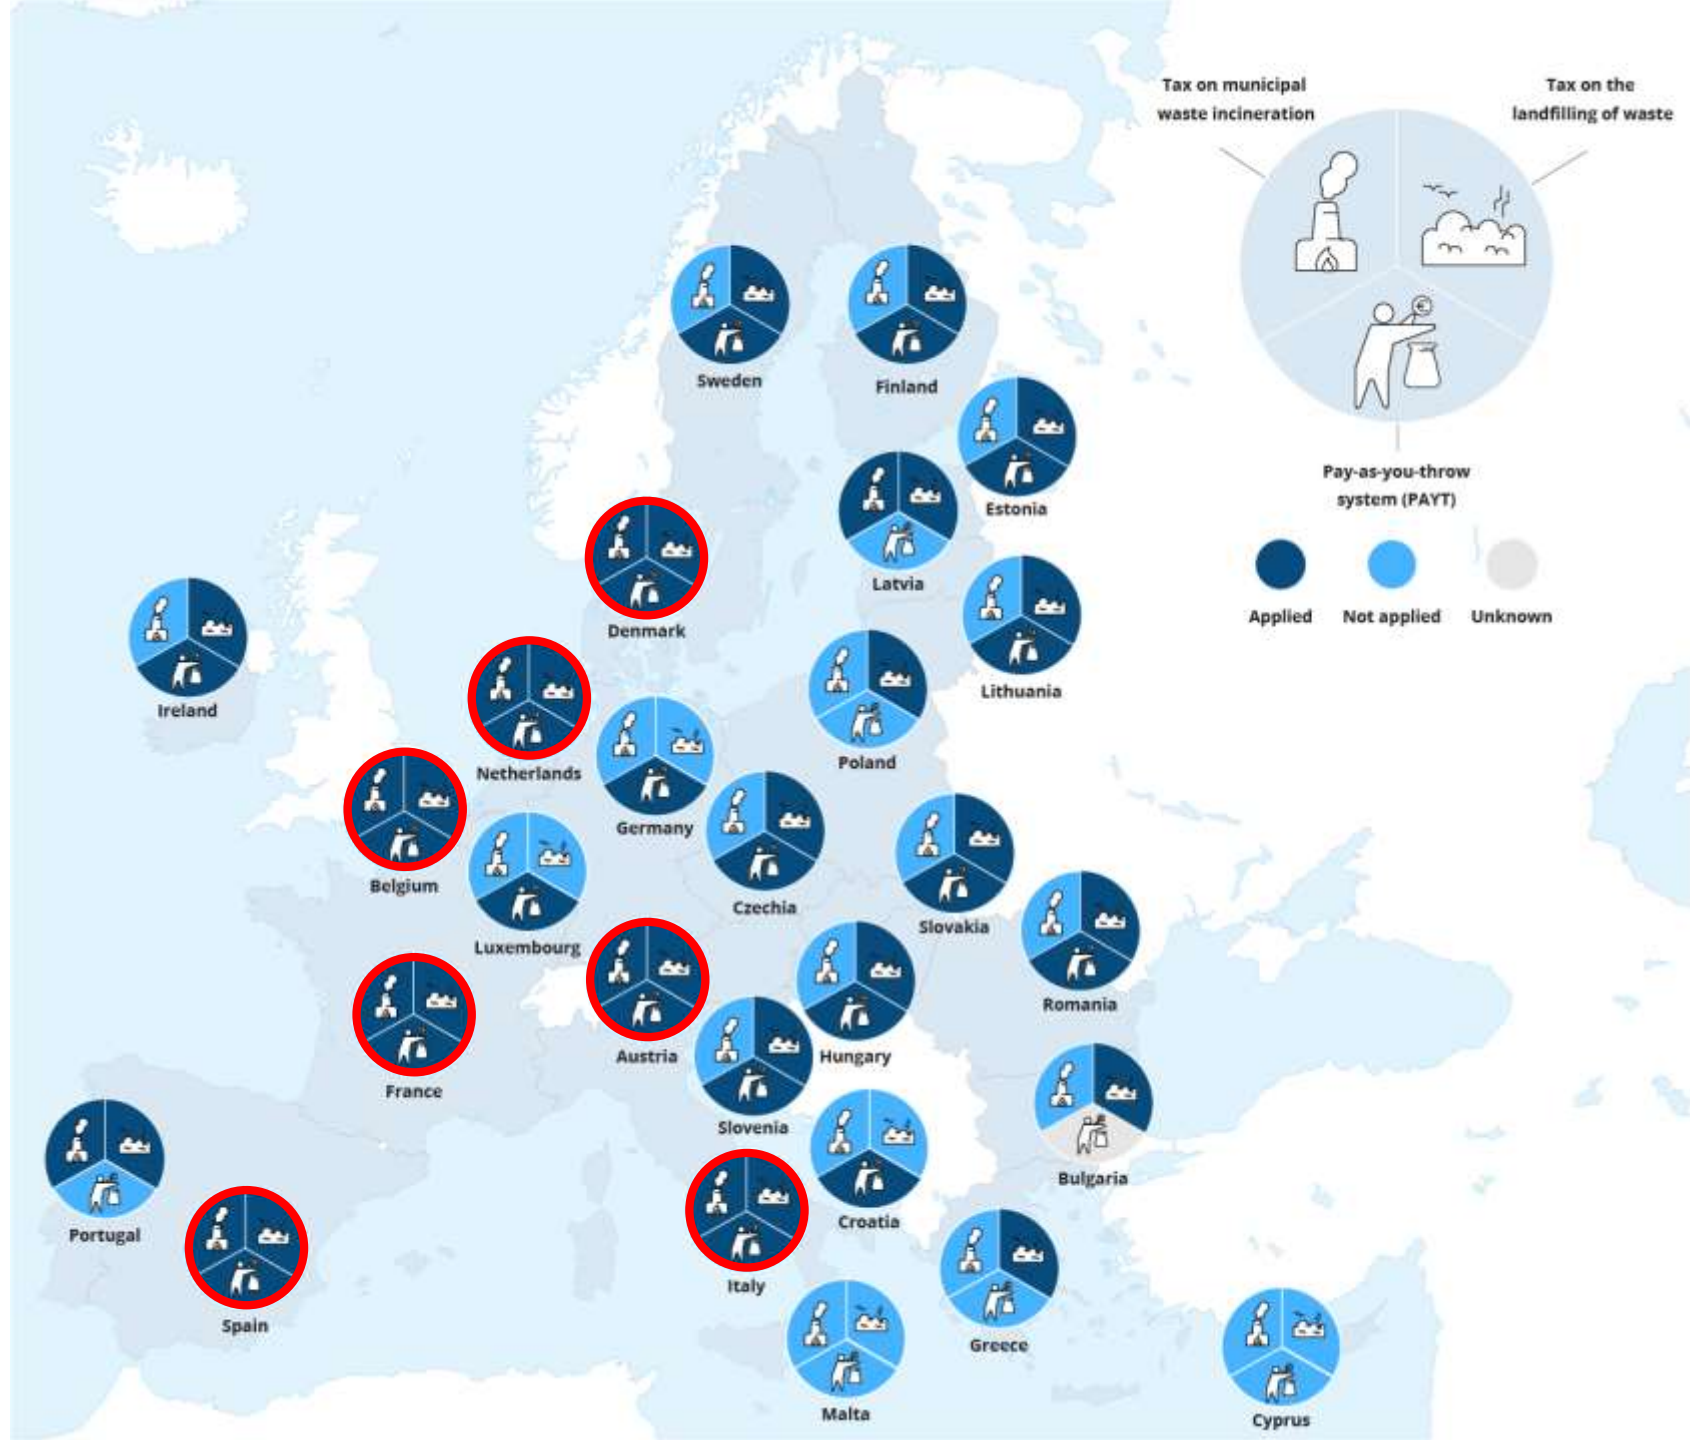 Tax on municipal
waste incineration
Tax on the
landfilling of waste
Pay-as-you-throw
system (PAYT)
Applied
Not applied
Unknown
Sweden
Finland
Estonia
Latvia
Denmark
Lithuania
Ireland
Poland
Netherlands
Germany
Belgium
Czechia
Slovakia
Luxembourg
Romania
Austria
Hungary
France
Slovenia
Bulgaria
Croatia
Portugal
Italy
Spain
Greece
Malta
Cyprus